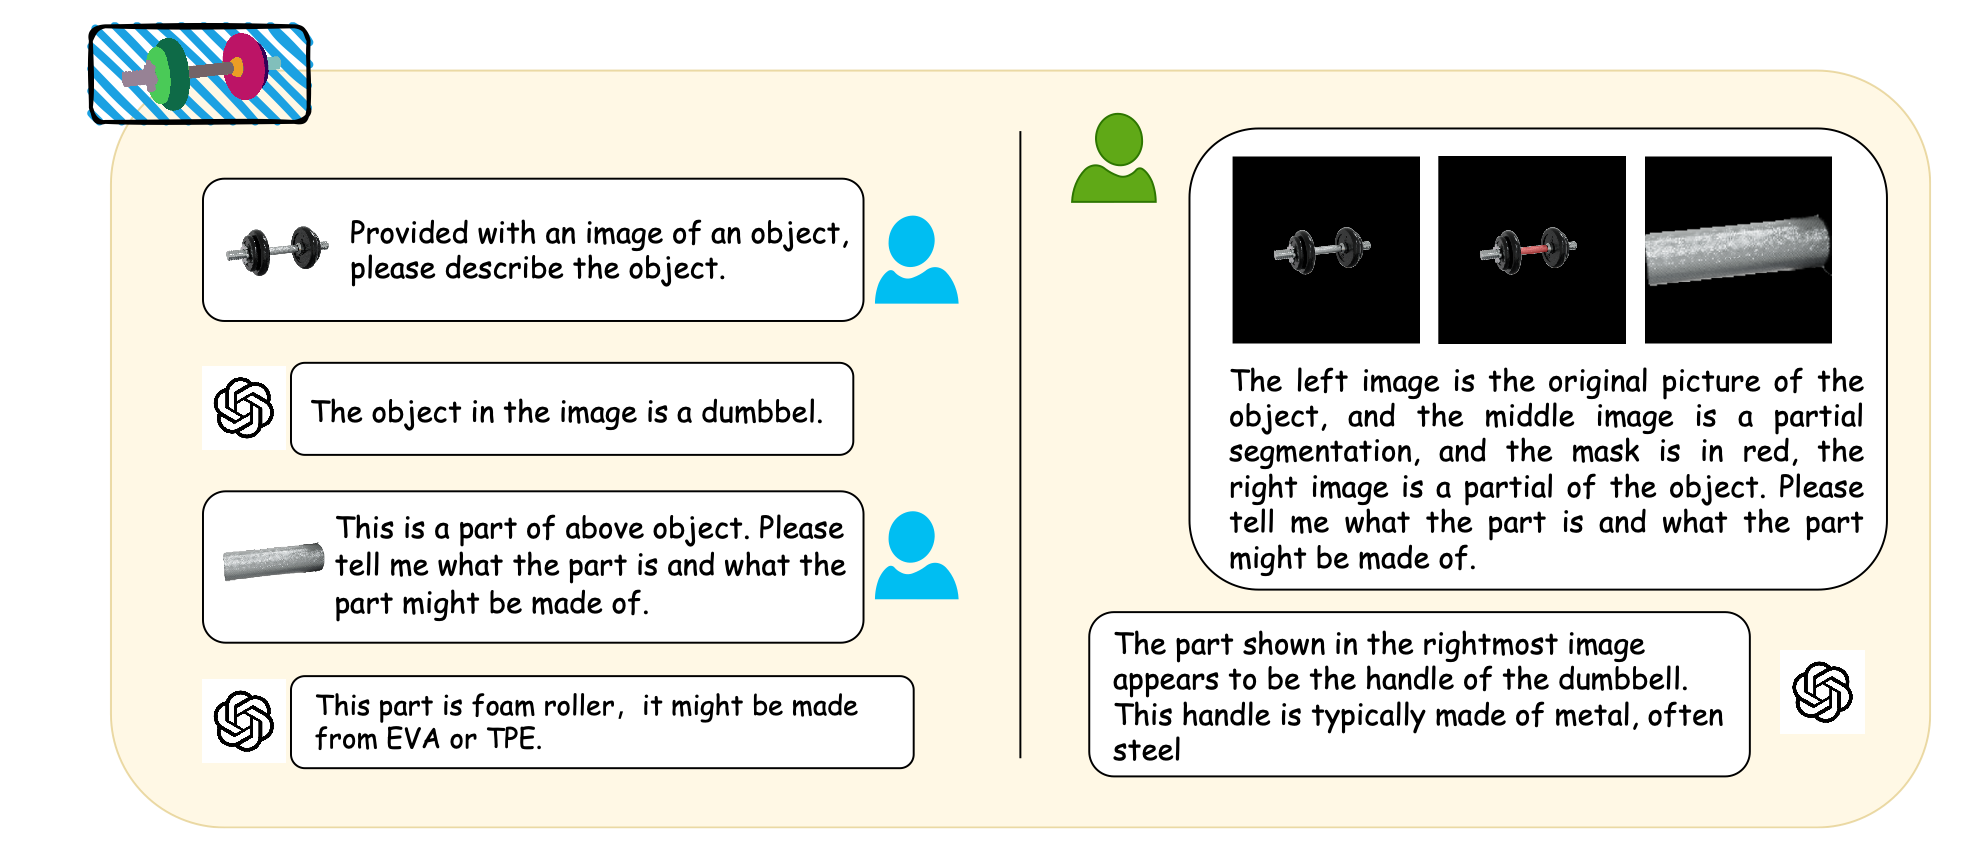 Provided with an image of an object,
please describe the object.
The object in the image is a dumbbel.
This is a part of above object. Please
tell me what the part is and what the
part might be made of.
This part is foam roller, it might be made
from EVA or TPE.
The left image is the original picture of the
object, and the middle image is a partial
segmentation, and the mask is in red, the
right image is a partial of the object. Please
tell me what the part is and what the part
might be made of.
The part shown in the rightmost image
appears to be the handle of the dumbbell.
This handle is typically made of metal, often
steel